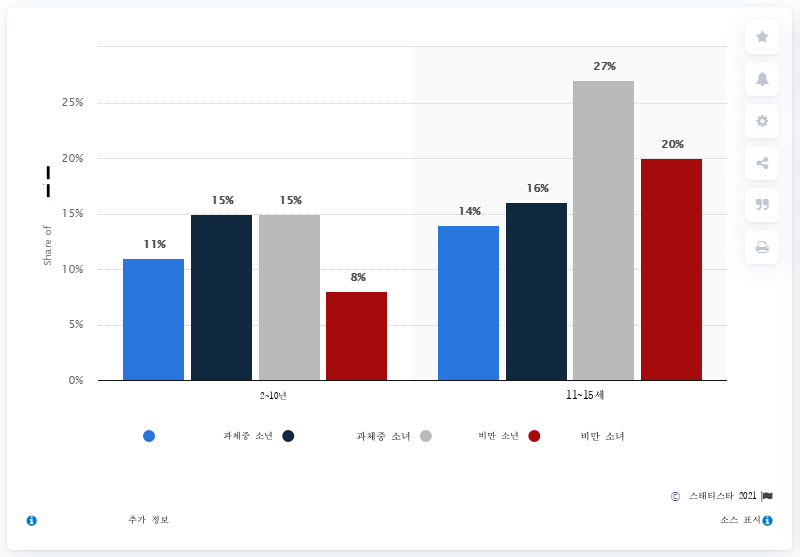 27%
25%
20%
20%
16%
15%
15%
15%
14%
11%
10%
8%
5%
0%
Share of
2~10년
11~15세
과체중 소년
과체중 소녀
비만 소년
비만 소녀
© 스태티스타 2021
추가 정보
소스 표시